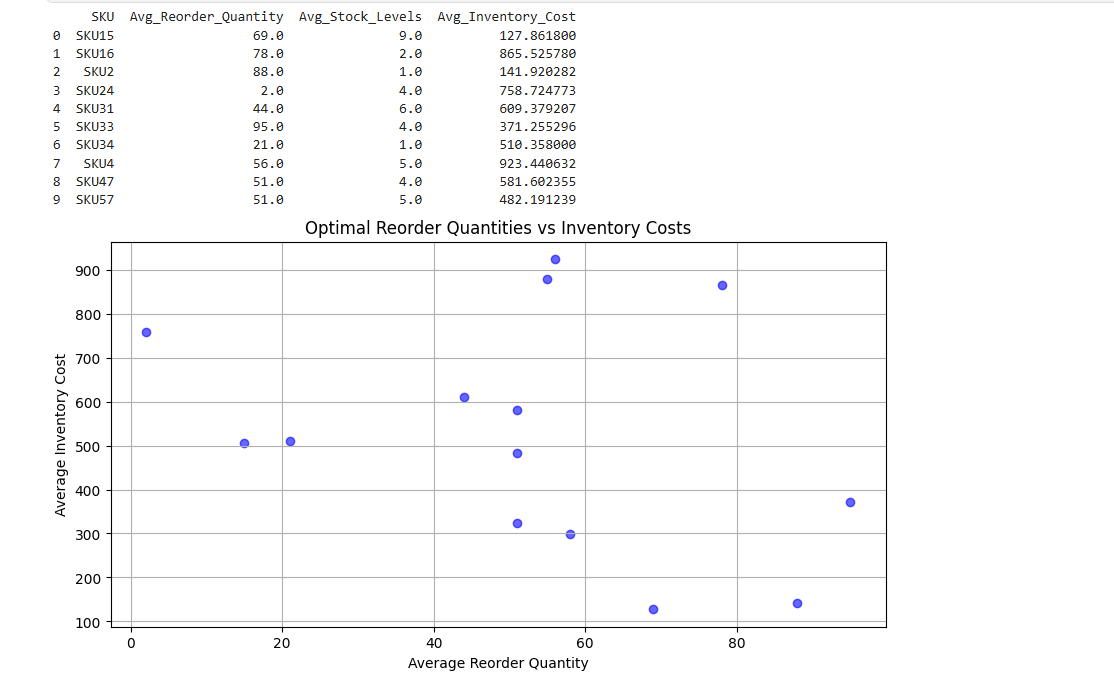 SKU Avg_Reorder_Quantity Avg_Stock_Levels Avg_Inventory_Cost
0 SKU15 69.0 9.0 127.861800
1 SKU16 78.0 2.0 865.525780
2 SKU2 88.0 1.0 141.920282
3 SKU24 2.0 4.0 758.724773
4 SKU31 44.0 6.0 609.379207
5 SKU33 95.0 4.0 371.255296
6 SKU34 21.0 1.0 510.358000
7 SKU4 56.0 5.0 923.440632
8 SKU47 51.0 4.0 581.602355
9 SKU57 51.0 5.0 482.191239
Optimal Reorder Quantities vs Inventory Costs
900
800
700
600
500
400
300
200
100
Average Inventory Cost
0 20 40 60 80
Average Reorder Quantity